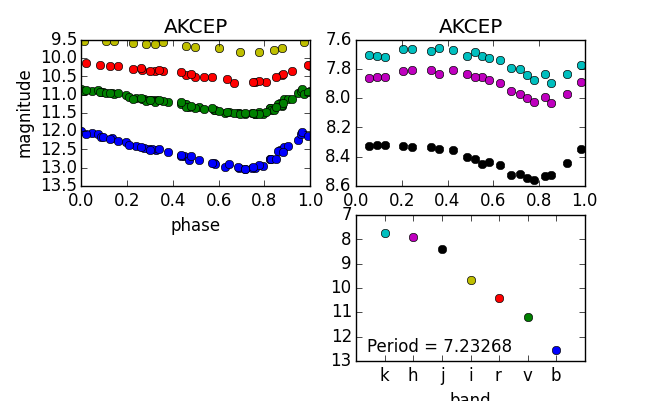 AKCEP
9.5
10.0
10.5
11.0
11.5
12.0
12.5
13.0
13.5
magnitude
0.0 0.2 0.4 0.6 0.8 1.0
phase
AKCEP
7.6
7.8
8.0
8.2
8.4
8.6
0.0 0.2 0.4 0.6 0.8 1.0
7
8
9
10
11
12
13
Period = 7.23268
k h j i r v b
band